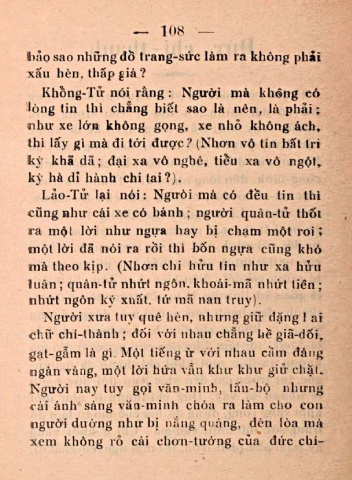 — 108 —
bảo sao những đồ trang-sức làm ra không phải
xấu hèn, thấp giá ?
Khổng-Tử nói rằng : Người mà không có
lòng tin thì chẳng biết sao là nên, là phải ;
như xe lớn không gọng, xe nhỏ không ách,
thì lấy gì mà đi tới được ? (Nhơn vô tín bất tri
kỳ khã dã ; đại xa vô nghê, tiểu xa vô ngột,
kỳ hà dĩ hành chi tai ?).
Lảo-Tử lại nói : Người mà có đều tin thì
cũng như cái xe có bánh ; người quân-tử thốt
ra một lời như ngựa hay bị chạm một roi ;
một lời đã nói ra rồi thì bốn ngựa cũng khó
mà theo kịp. (Nhơn chi hữu tín như xa hữu
luân ; quân-tử nhứt ngôn, khoái-mã nhứt tiên ;
nhứt ngôn ký xuất, tứ mã nan truy).
Người xưa tuy quê hèn, nhưng giữ đặng hai
chữ chí-thành ; đối với nhau chẳng hề giã-dối,
gạt-gẫm là gì. Một tiếng ừ với nhau cầm đáng
ngàn vàng, một lời hứa vẫn khư khư giử chặt.
Người nay tuy gọi văn-minh, tấn-bộ nhưng
cái ánh sáng văn-minh chóa ra làm cho con
người dường như bị nắng quáng, đèn lòa mà
xem không rõ cái chơn-tướng của đức chí-